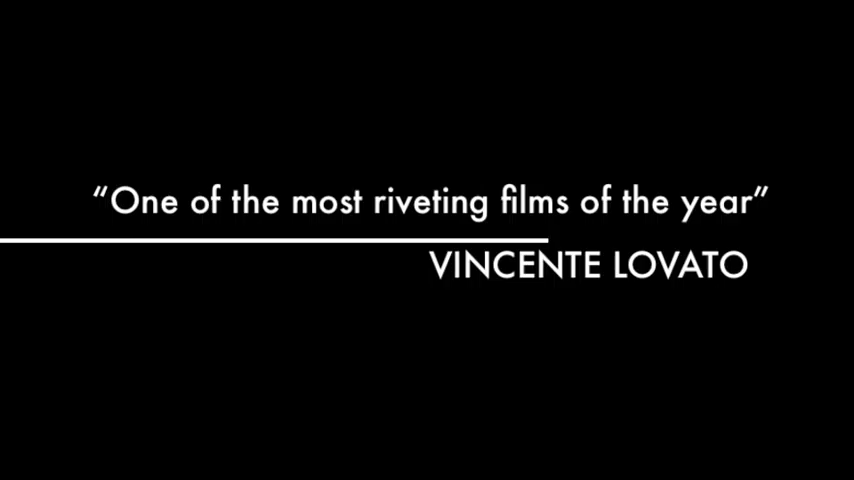 “One of the most riveting films of the year”
VINCENTE LOVATO